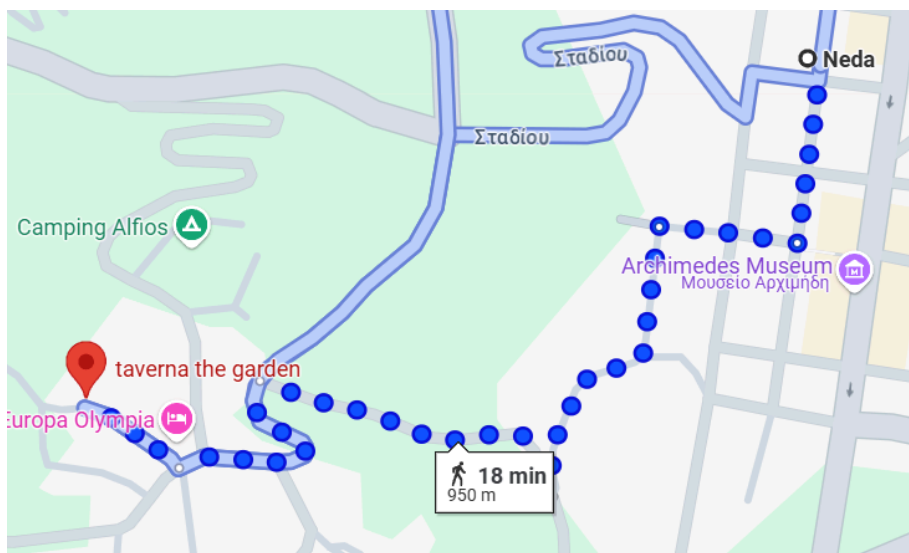 Neda
Σταδίου
Σταδίου
Camping Alfios
Archimedes Museum
Μουσείο Αρχιμήδη
taverna the garden
Europa Olympia
18 min
950 m